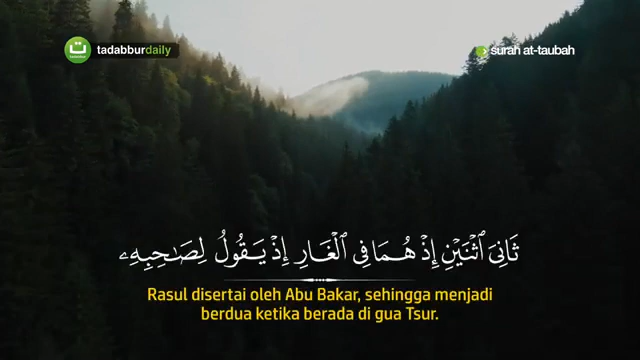 tadabburdaily
surah at-taubah
ثَانِيَ ٱثْنَيْنِ إِذْ هُمَا فِي ٱلْغَارِ إِذْ يَقُولُ لِصَـٰحِبِهِۦ
Rasul disertai oleh Abu Bakar, sehingga menjadi
berdua ketika berada di gua Tsur.